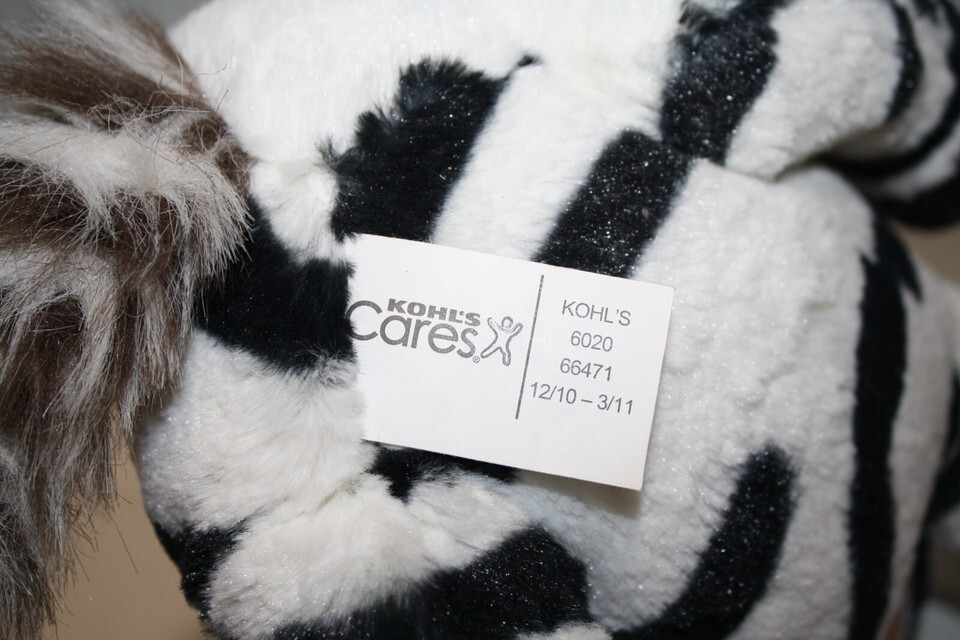 KOHL'S
Cares®
KOHL'S
6020
66471
12/10 – 3/11